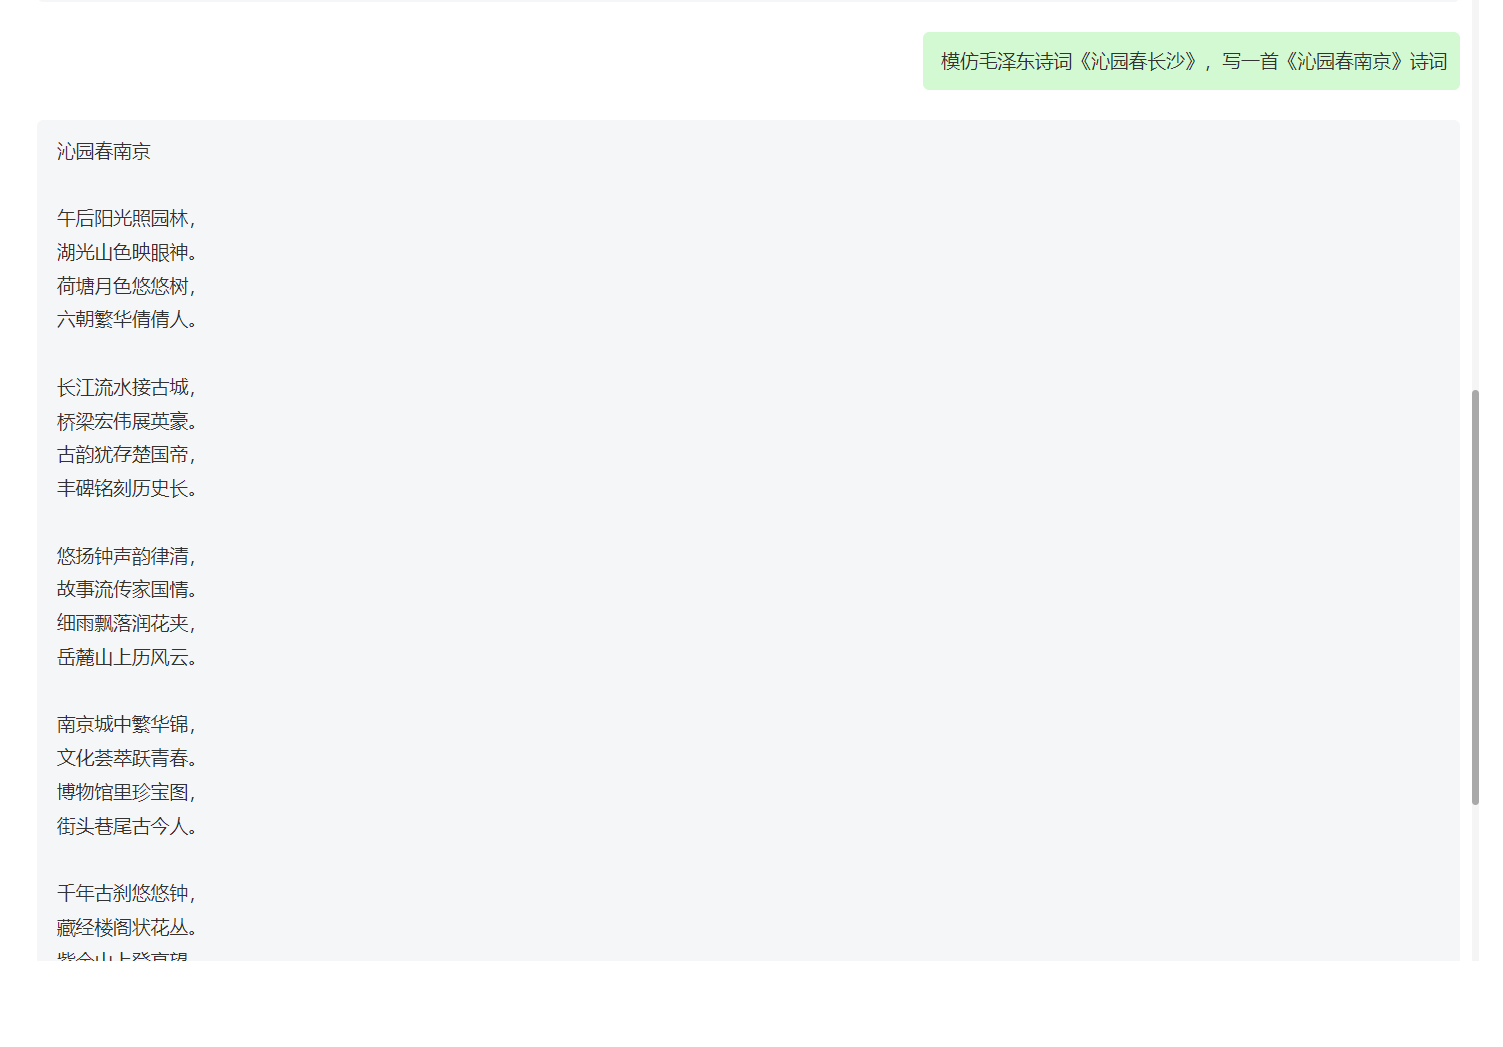 模仿毛泽东诗词《沁园春长沙》，写一首《沁园春南京》诗词
沁园春南京
午后阳光照园林，
湖光山色映眼神。
荷塘月色悠悠树，
六朝繁华倩倩人。
长江流水接古城，
桥梁宏伟展英豪。
古韵犹存楚国帝，
丰碑铭刻历史长。
悠扬钟声韵律清，
故事流传家国情。
细雨飘落润花夹，
岳麓山上历风云。
南京城中繁华锦，
文化荟萃跃青春。
博物馆里珍宝图，
街头巷尾古今人。
千年古刹悠悠钟，
藏经楼阁状花丛。
紫金山上登高望